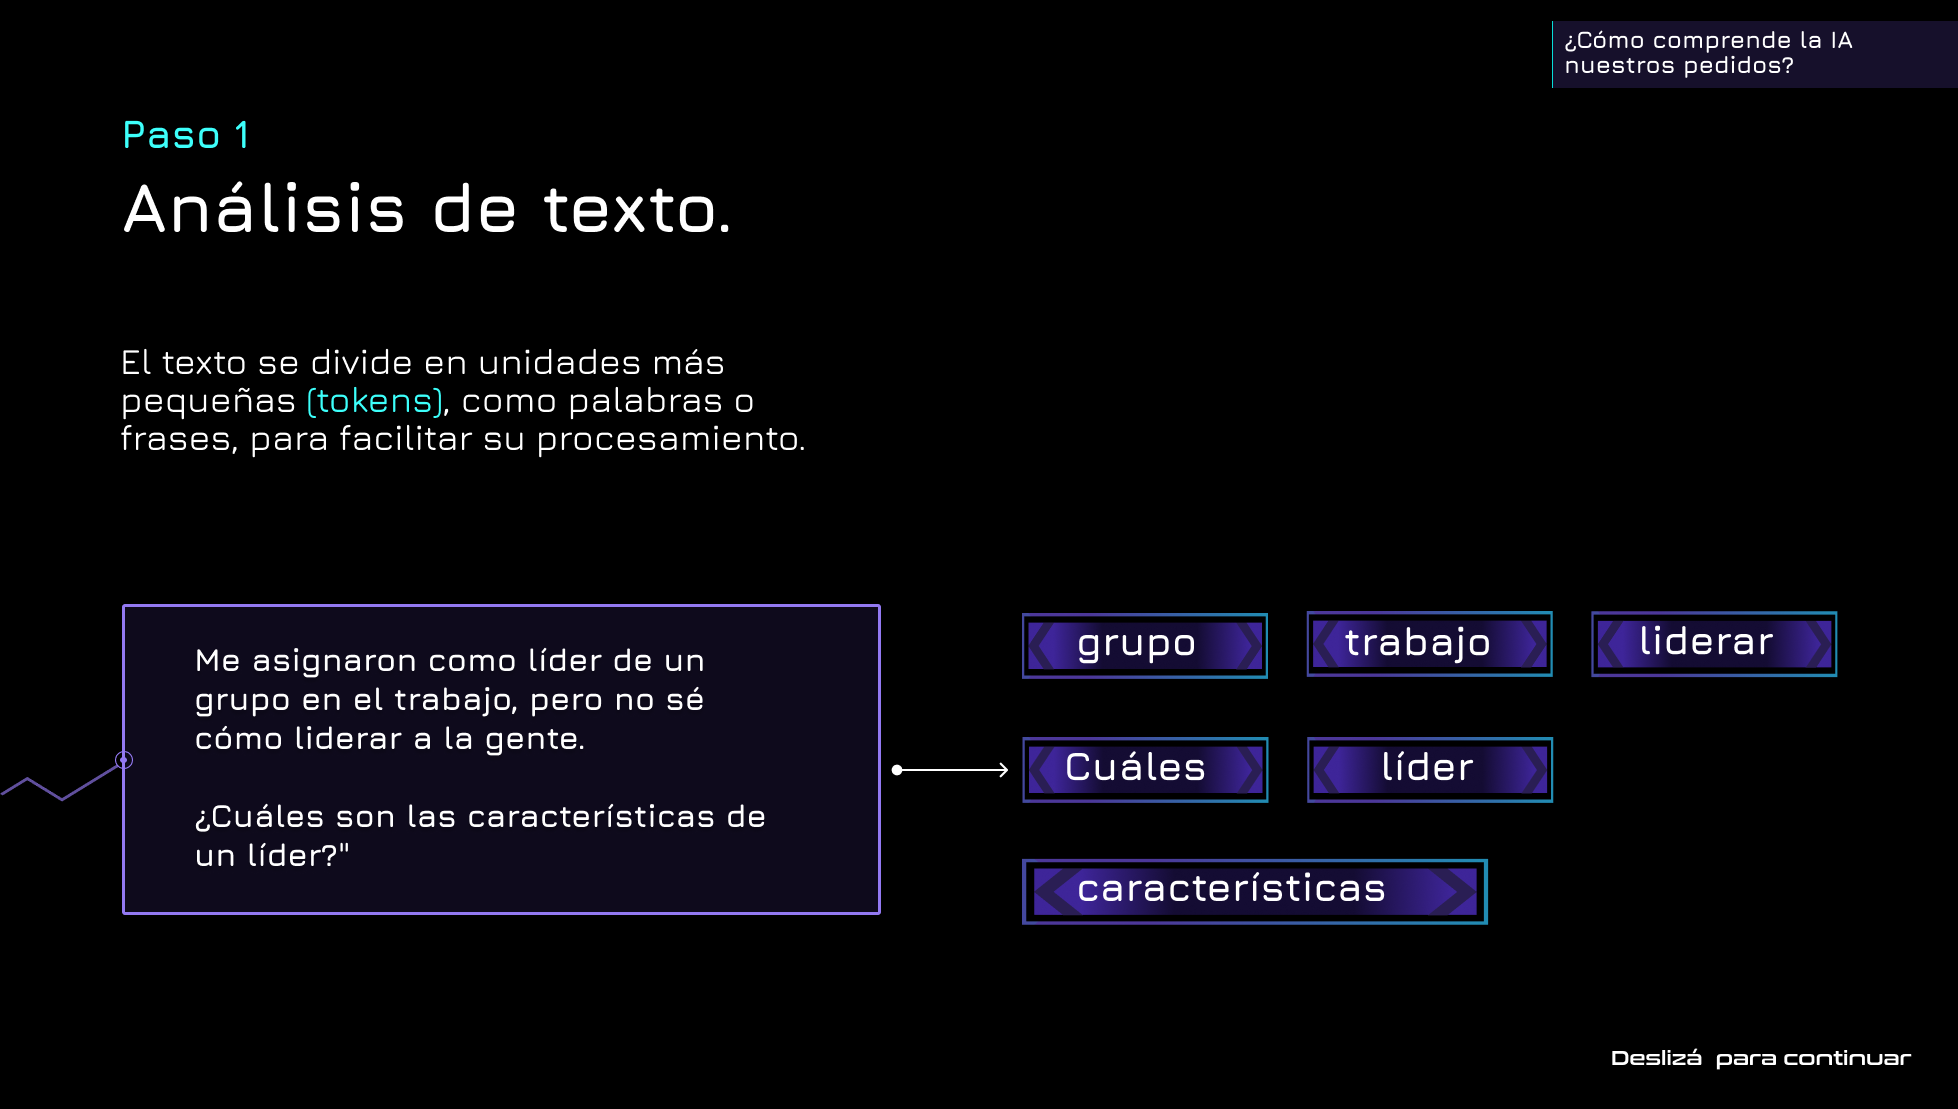 ¿Cómo comprende la IA
nuestros pedidos?
Paso 1
Análisis de texto.
El texto se divide en unidades más
pequeñas (tokens), como palabras o
frases, para facilitar su procesamiento.
Me asignaron como líder de un
grupo en el trabajo, pero no sé
cómo liderar a la gente.
¿Cuáles son las características de
un líder?"
grupo
trabajo
liderar
Cuáles
líder
características
Deslizá para continuar